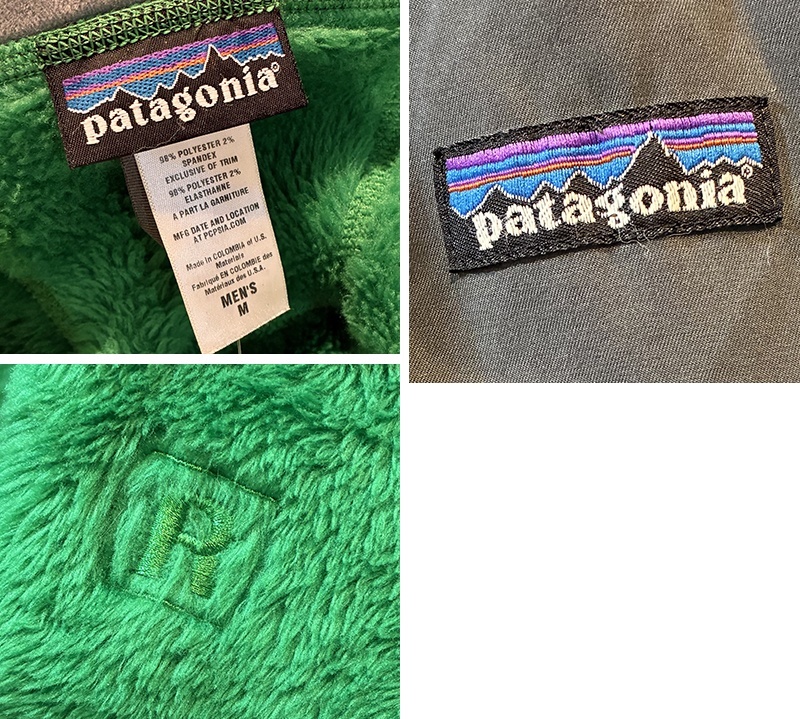 patagonia®
98% POLYESTER 2%
SPANDEX
EXCLUSIVE OF TRIM
98% POLYESTER 2%
ELASTHANNE
A PART LA GARNITURE
MFG DATE AND LOCATION
AT PCPSIA.COM
Made in COLOMBIA of U.S.
Materials
Fabriqué EN COLOMBIE des
Matériaux des U.S.A.
MEN'S
M
patagonia®
R